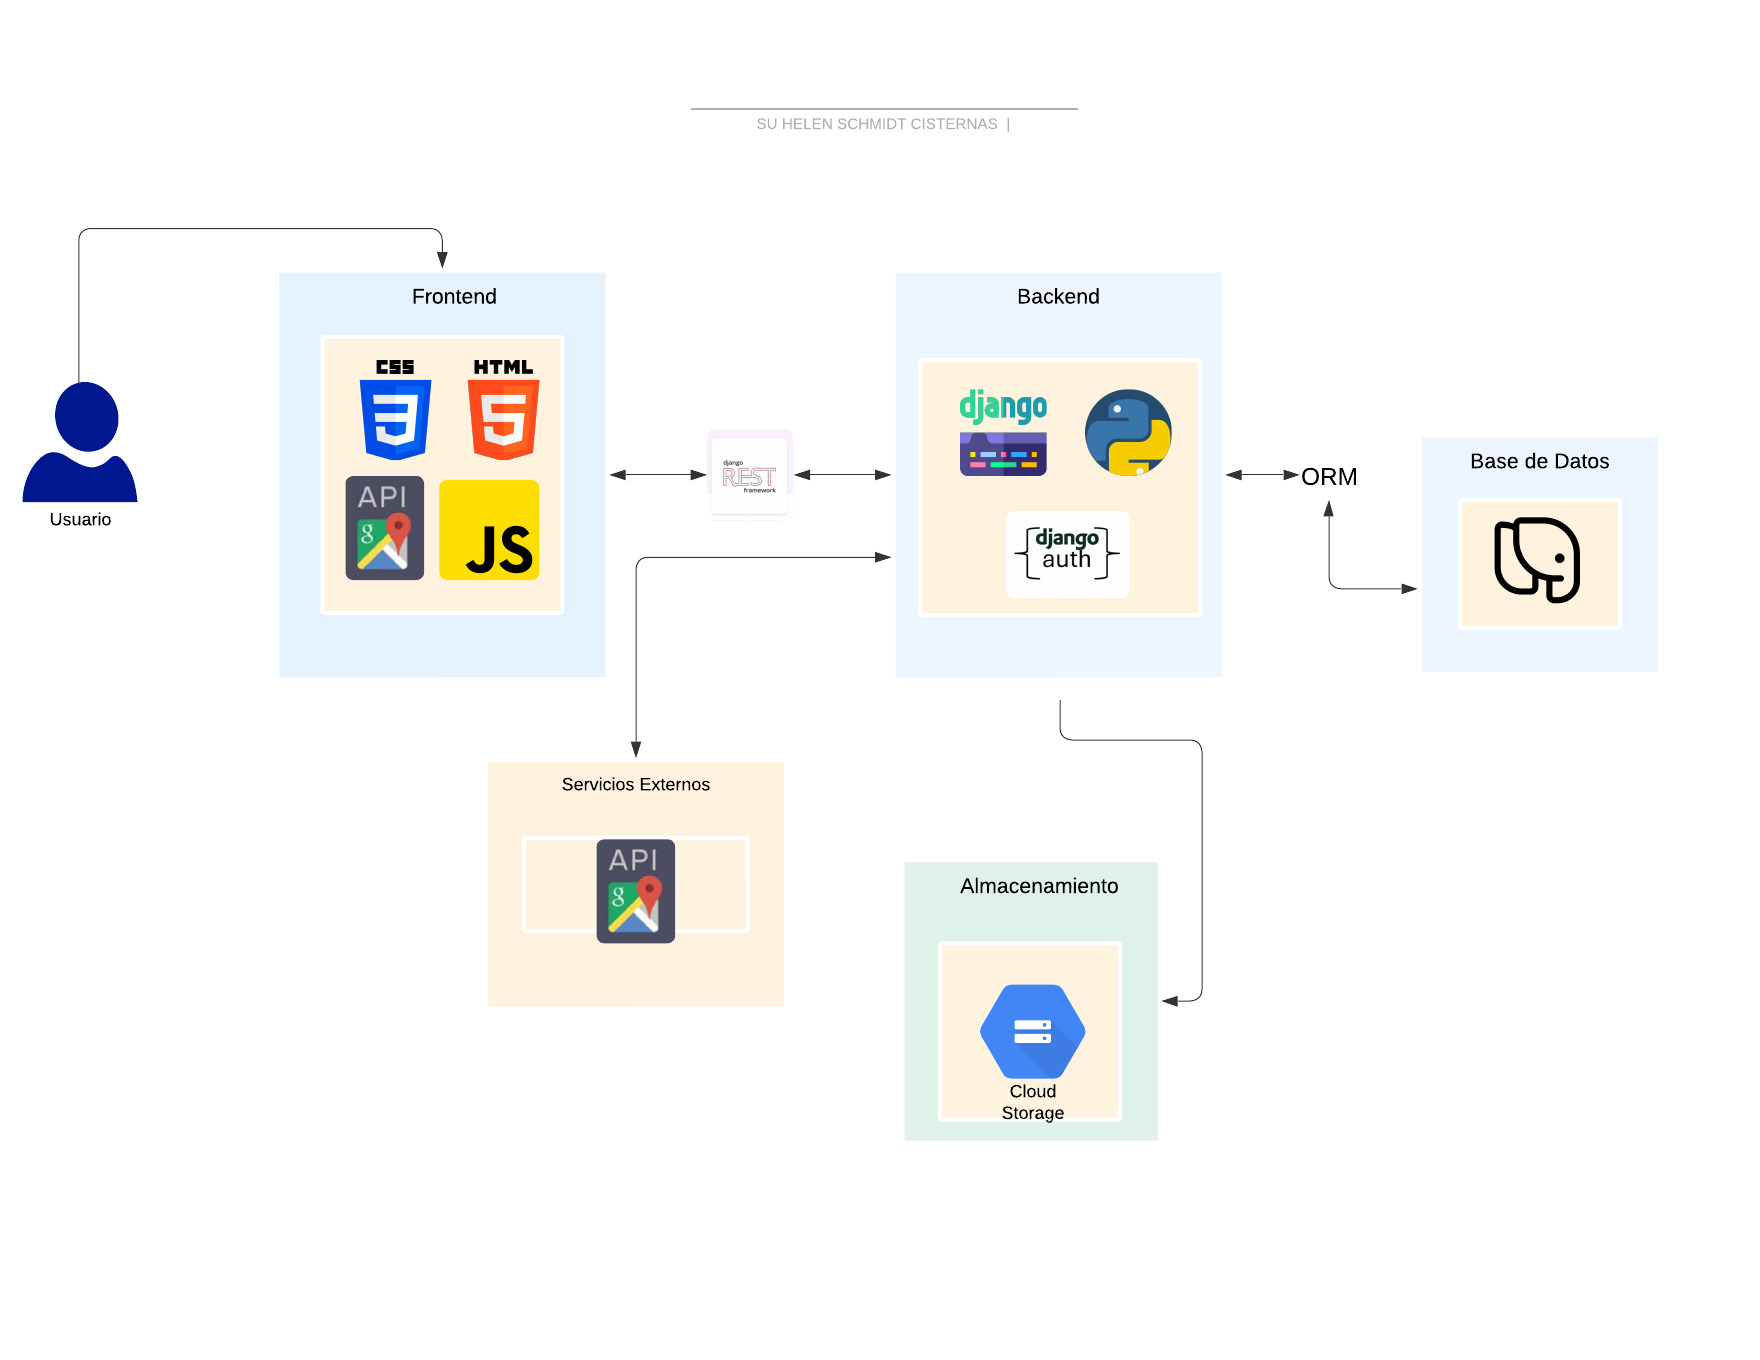 SU HELEN SCHMIDT CISTERNAS |
Frontend
Backend
CSS
HTML
django
Base de Datos
django
REST
framework
ORM
API
g
JS
django
auth
Usuario
Servicios Externos
API
g
Almacenamiento
Cloud
Storage